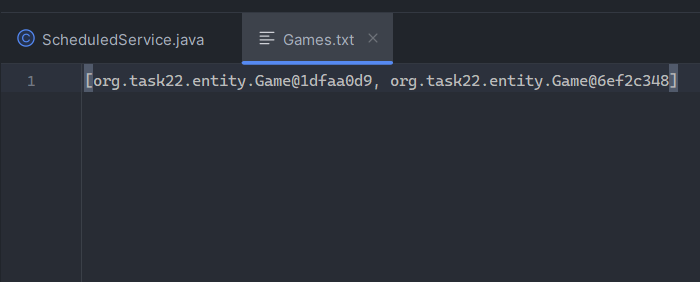 ScheduledService.java
Games.txt
1
[org.task22.entity.Game@1dfaa0d9, org.task22.entity.Game@6ef2c348]